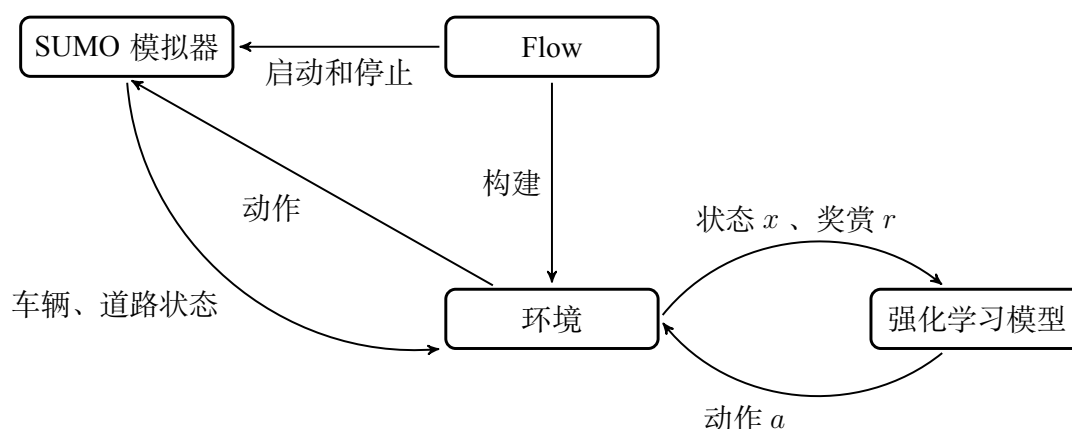 SUMO 模拟器
Flow
启动和停止
构建
动作
状态 x 、奖赏 r
车辆、道路状态
环境
强化学习模型
动作 a